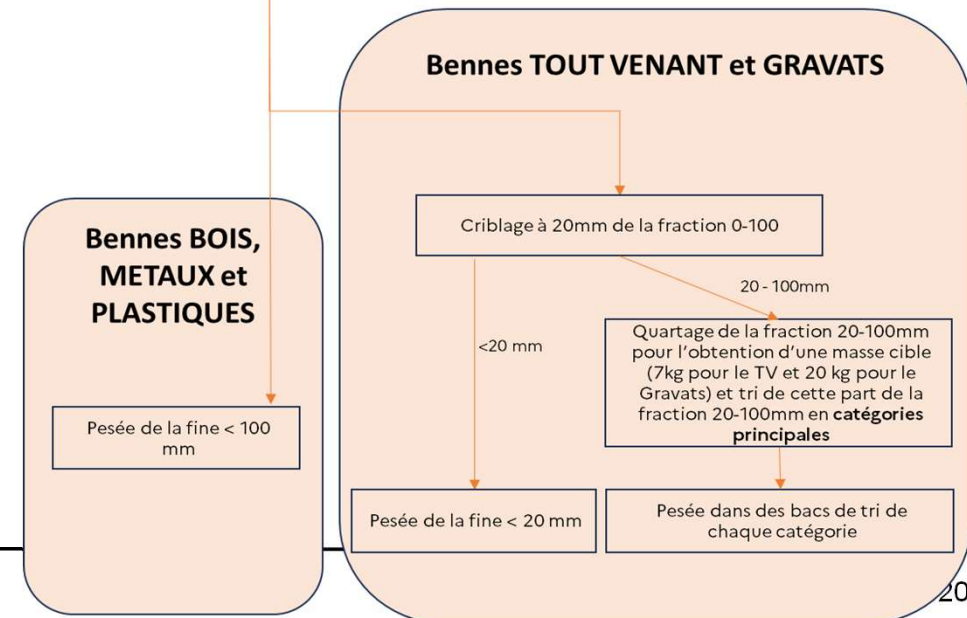 Bennes TOUT VENANT et GRAVATS
Criblage à 20mm de la fraction 0-100
Bennes BOIS,
METAUX et
PLASTIQUES
20 - 100mm
<20 mm
Quartage de la fraction 20-100mm
pour l'obtention d'une masse cible
(7kg pour le TV et 20 kg pour le
Gravats) et tri de cette part de la
fraction 20-100mm en catégories
principales
Pesée de la fine < 100
mm
Pesée de la fine < 20 mm
Pesée dans des bacs de tri de
chaque catégorie
20